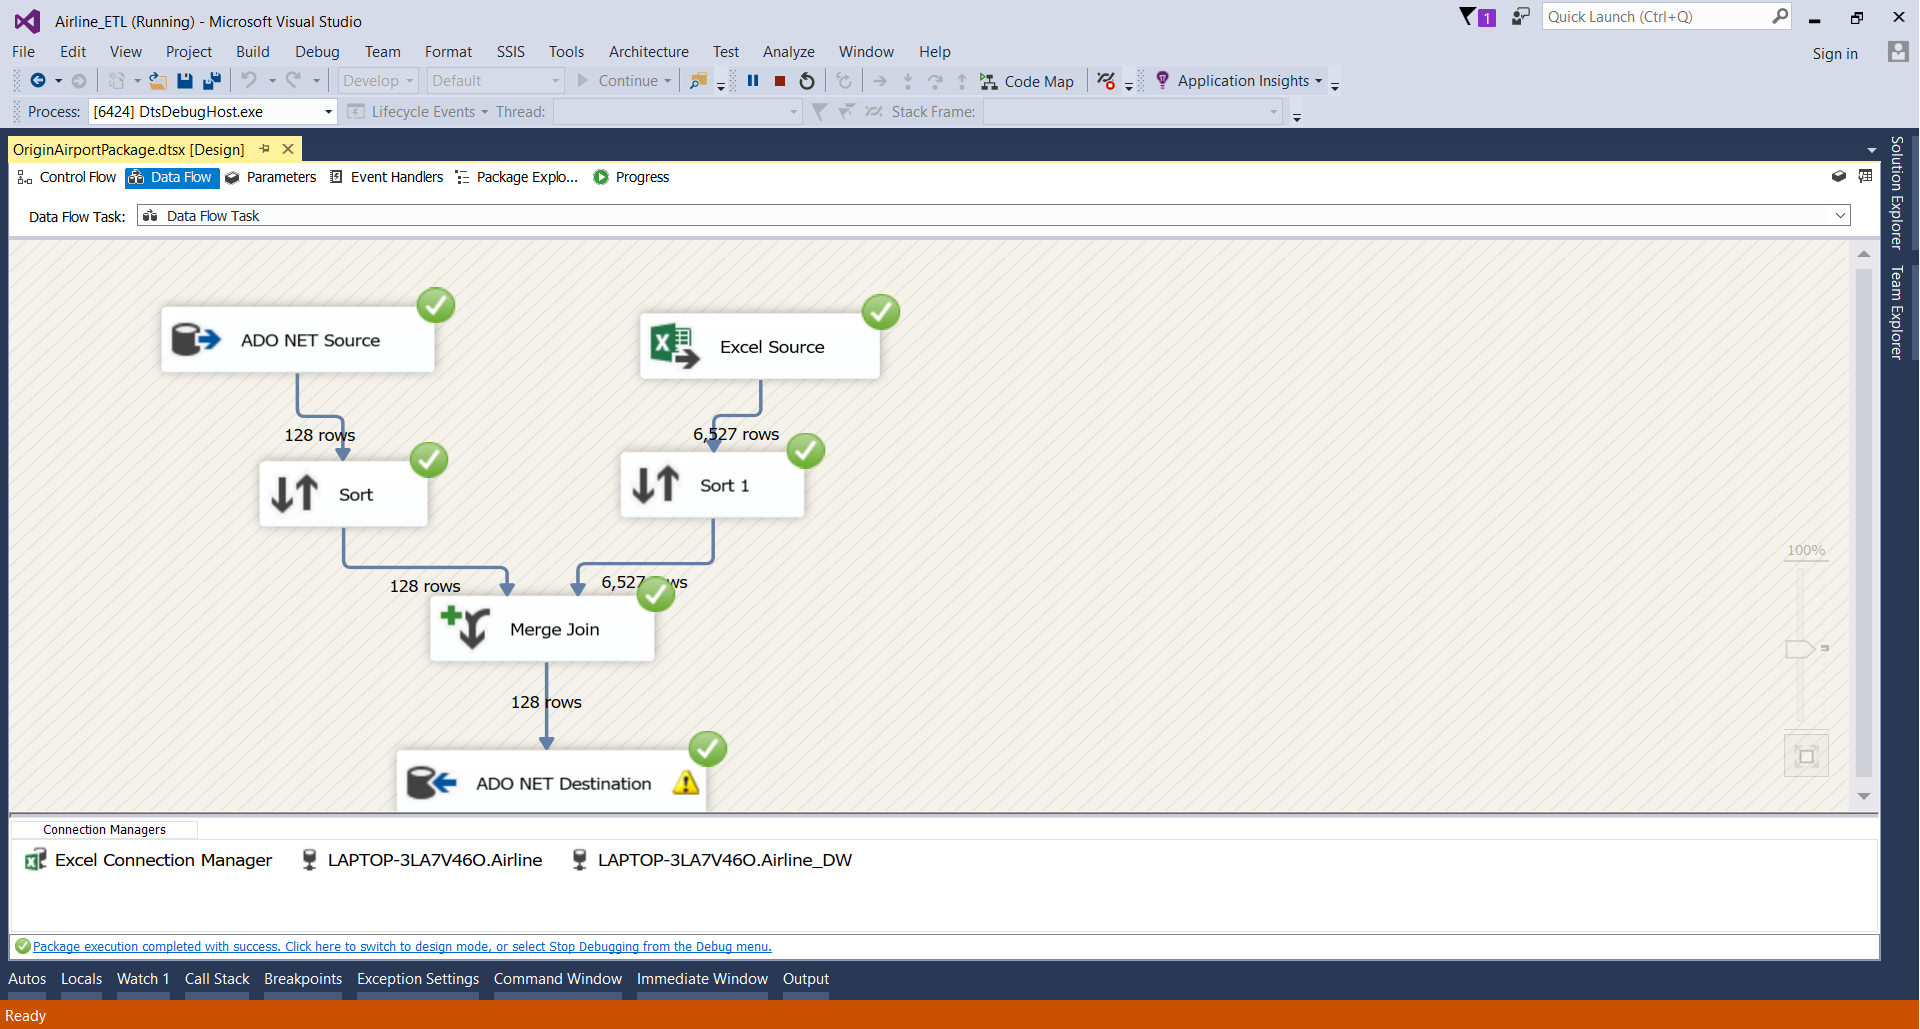 Airline_ETL (Running) - Microsoft Visual Studio
1
Quick Launch (Ctrl+Q)
File Edit View Project Build Debug Team Format SSIS Tools Architecture Test Analyze Window Help
Sign in
Develop Default Continue Code Map Application Insights
Process: [6424] DtsDebugHost.exe Lifecycle Events Thread: Stack Frame:
OriginAirportPackage.dtsx [Design]
Control Flow Data Flow Parameters Event Handlers Package Explo... Progress
Data Flow Task: Data Flow Task
Solution Explorer
Team Explorer
ADO NET Source
Excel Source
128 rows
6,527 rows
Sort
Sort 1
128 rows
6,527 rows
Merge Join
100%
128 rows
ADO NET Destination
Connection Managers
Excel Connection Manager LAPTOP-3LA7V46O.Airline LAPTOP-3LA7V46O.Airline_DW
Package execution completed with success. Click here to switch to design mode, or select Stop Debugging from the Debug menu.
Autos Locals Watch 1 Call Stack Breakpoints Exception Settings Command Window Immediate Window Output
Ready